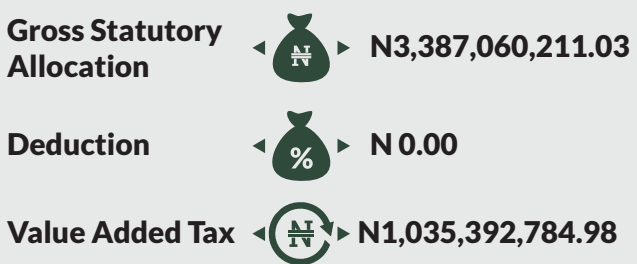 Gross Statutory
Allocation
₦
N3,387,060,211.03
Deduction
%
N 0.00
Value Added Tax
₦
N1,035,392,784.98